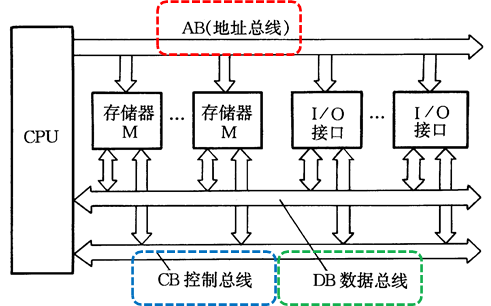 AB(地址总线)
CPU
存储器
M
···
存储器
M
I/O
接口
···
I/O
接口
CB 控制总线
DB 数据总线